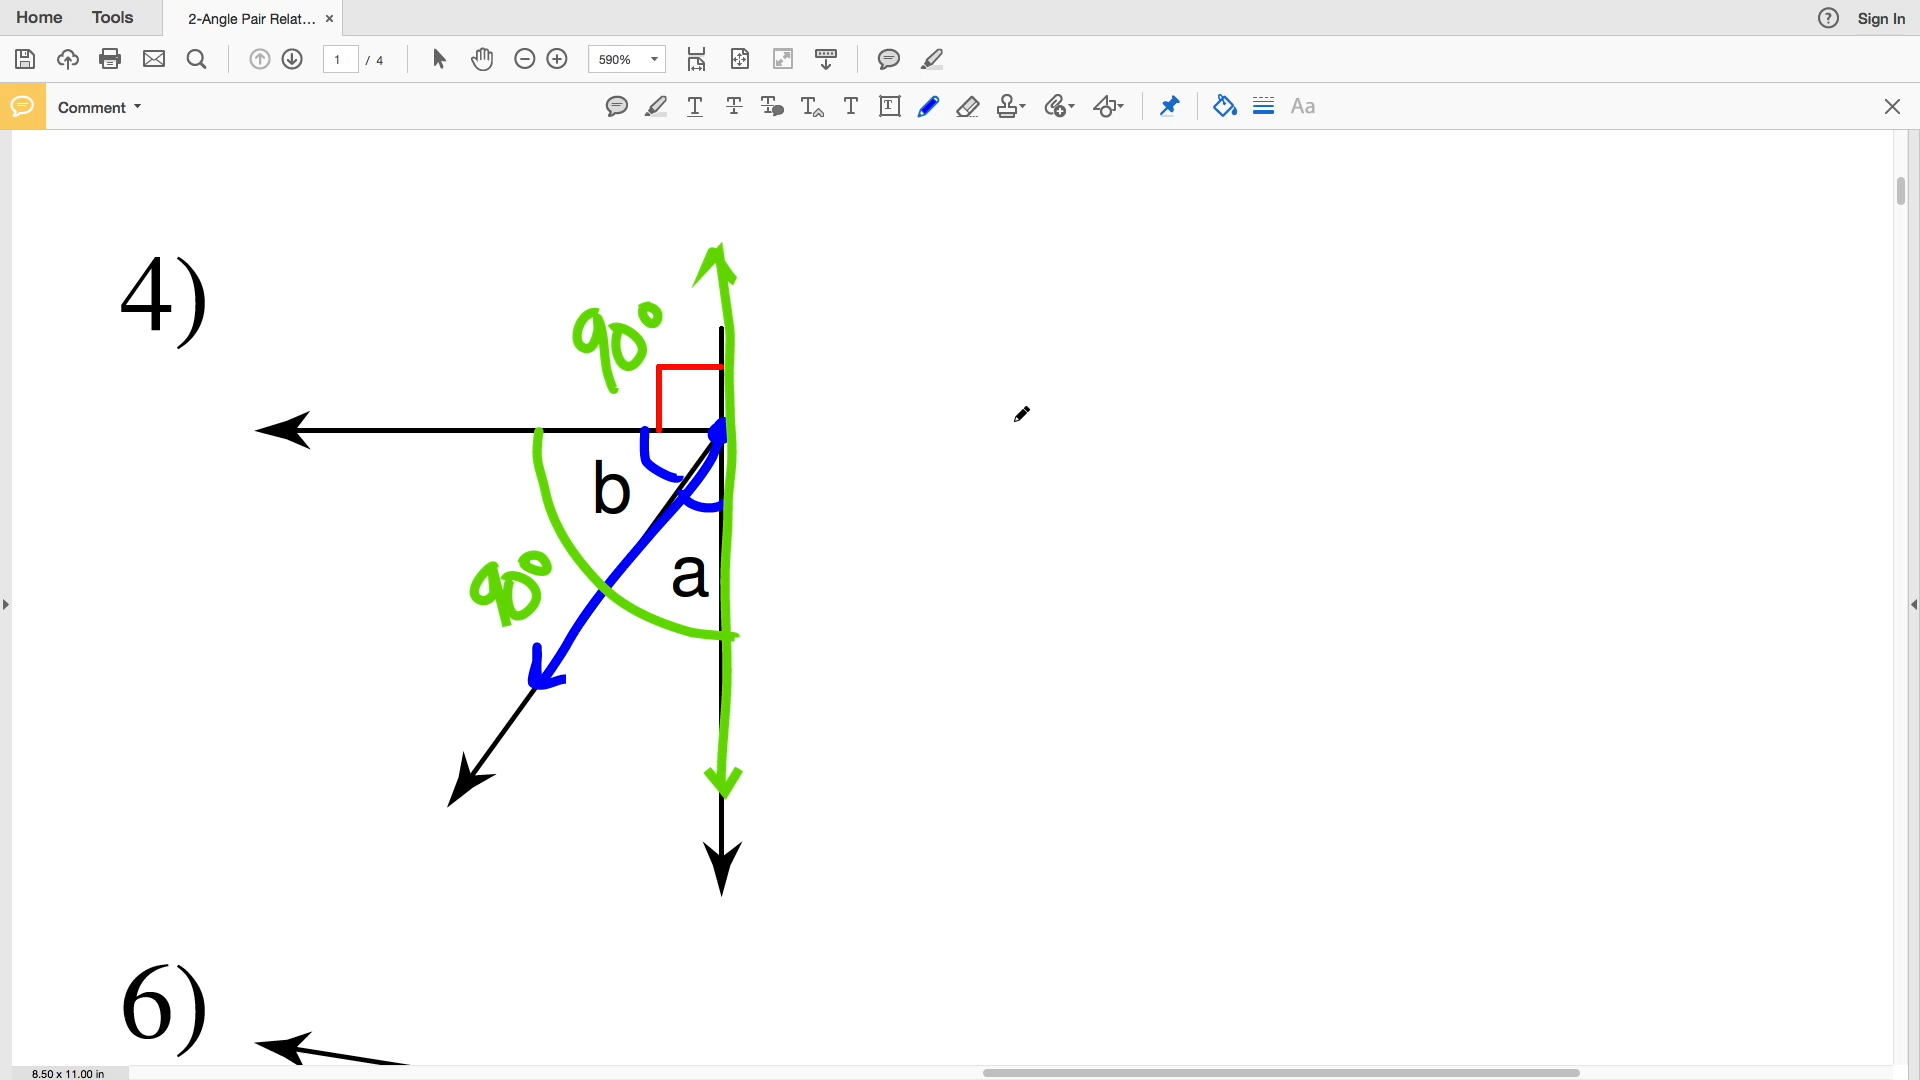 Home Tools 2-Angle Pair Relat... × ? Sign In
1 / 4 590%
Comment Aa
4)
90°
b
90°
a
6)
8.50 x 11.00 in